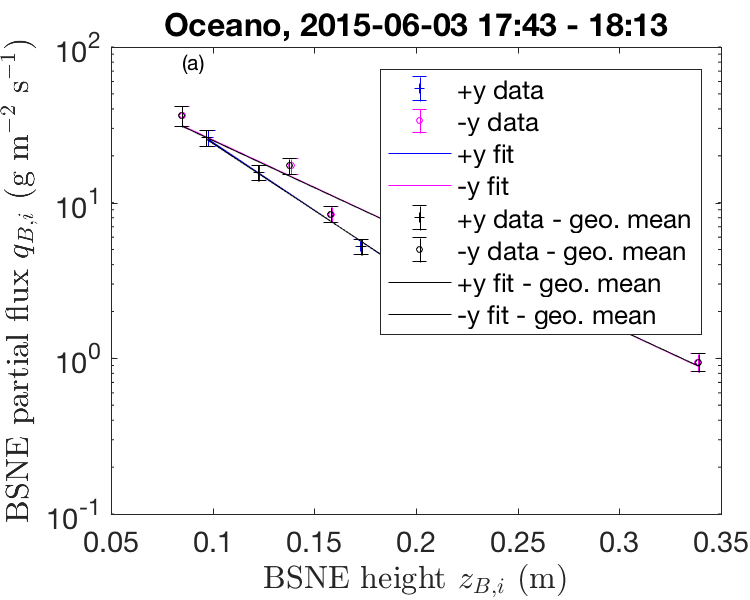 Oceano, 2015-06-03 17:43 - 18:13
(a)
+y data
-y data
+y fit
-y fit
+y data - geo. mean
-y data - geo. mean
+y fit - geo. mean
-y fit - geo. mean
BSNE partial flux q_{B,i} (g m^{-2} s^{-1})
10^2
10^1
10^0
10^{-1}
0.05 0.1 0.15 0.2 0.25 0.3 0.35
BSNE height z_{B,i} (m)